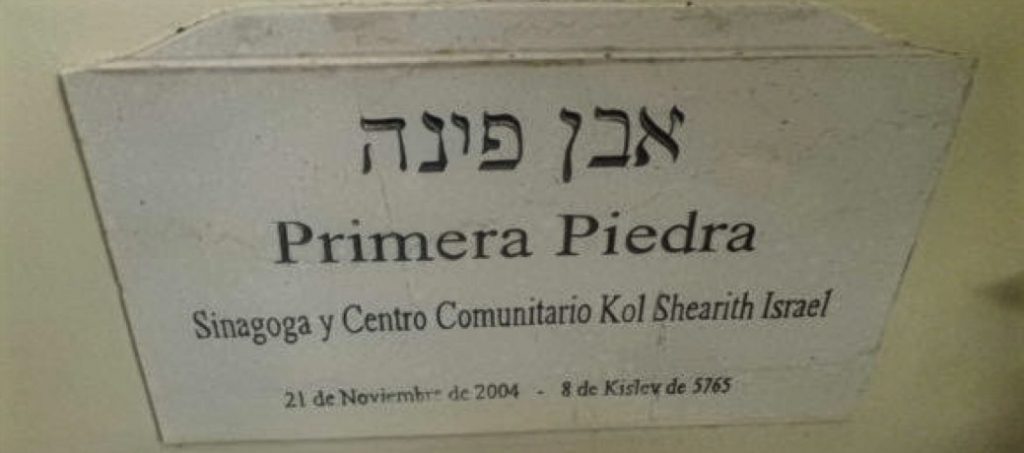 אבן פינה
Primera Piedra
Sinagoga y Centro Comunitario Kol Shearith Israel
21 de Noviembre de 2004 - 8 de Kislev de 5765